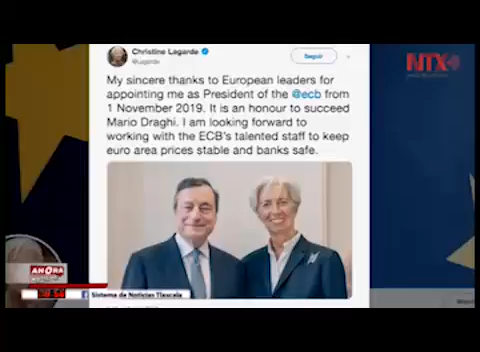 Christine Lagarde
@Lagarde
Seguir
NTX
My sincere thanks to European leaders for
appointing me as President of the @ecb from
1 November 2019. It is an honour to succeed
Mario Draghi. I am looking forward to
working with the ECB's talented staff to keep
euro area prices stable and banks safe.
AHORA
Sistema de Noticias Tlaxcala